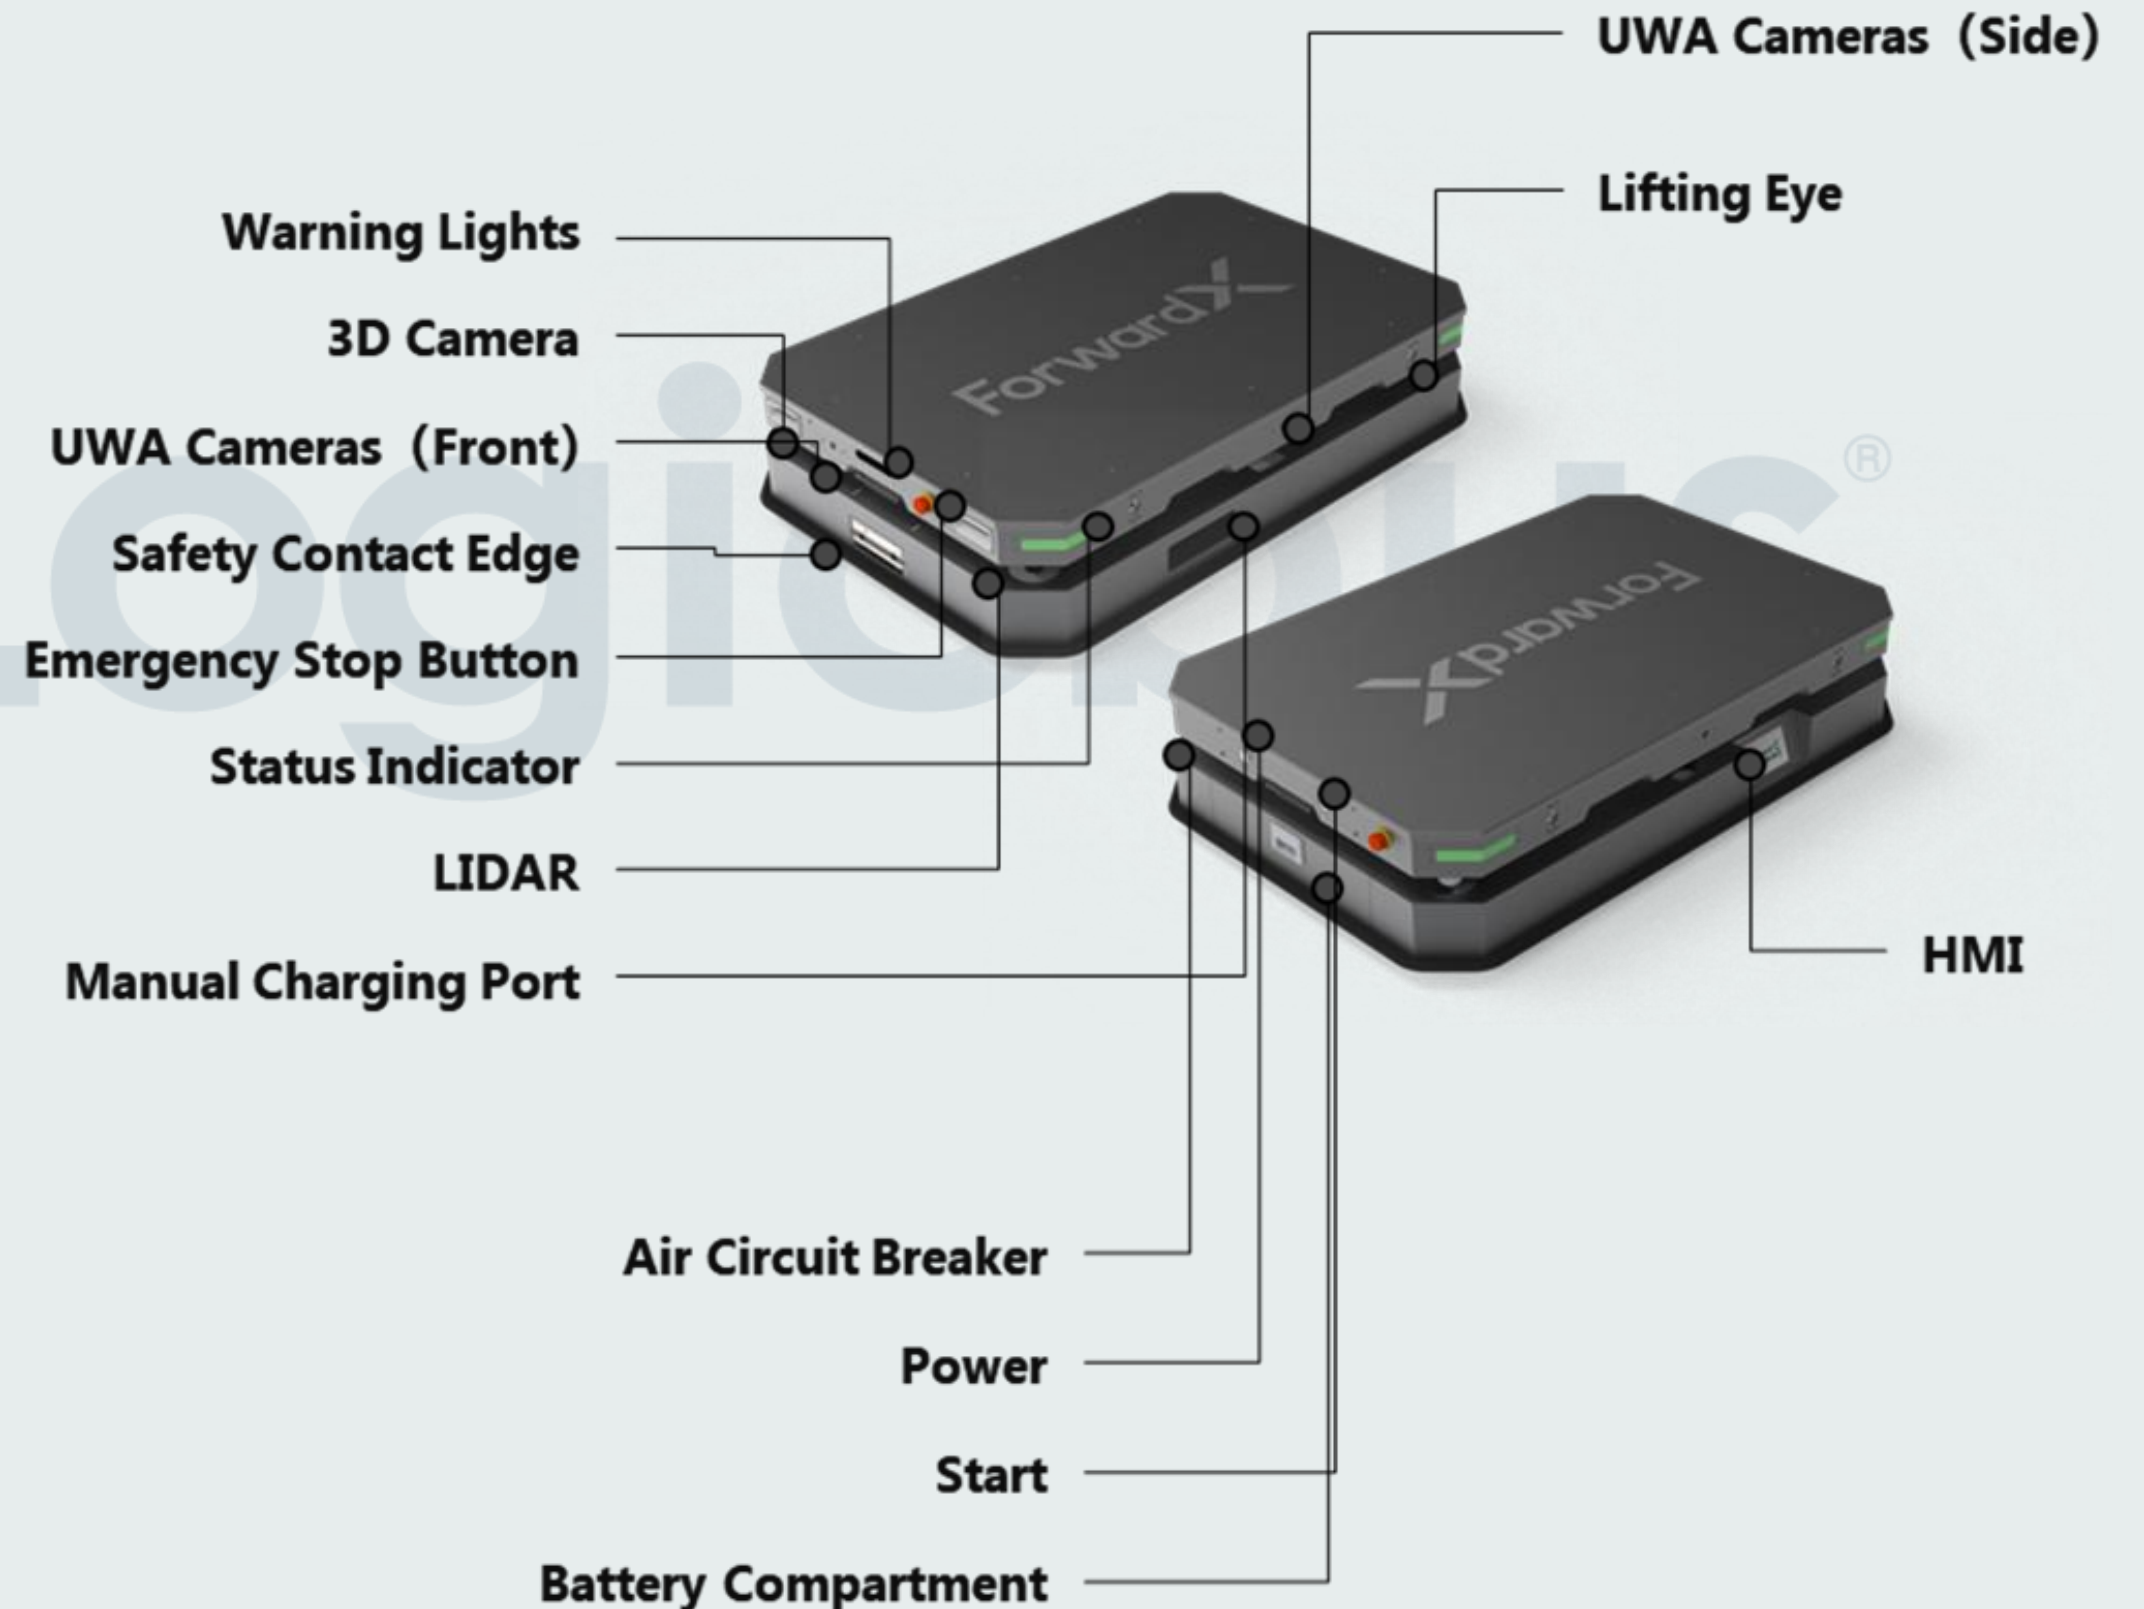 UWA Cameras（Side）
Lifting Eye
Warning Lights
3D Camera
UWA Cameras（Front）
Safety Contact Edge
Emergency Stop Button
Status Indicator
LIDAR
Manual Charging Port
ForwardX
ForwardX
Logiopus®
HMI
Air Circuit Breaker
Power
Start
Battery Compartment